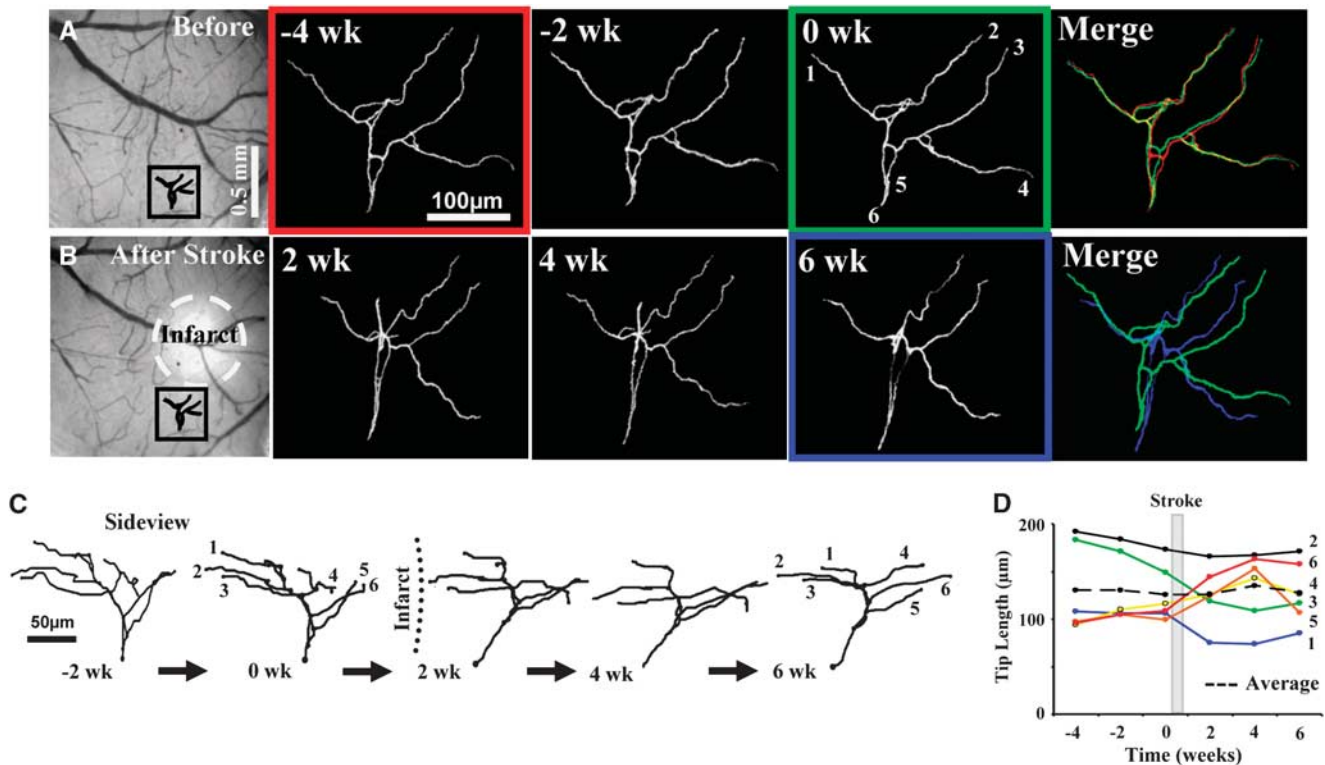 A
Before
0.5 mm
-4 wk
100µm
-2 wk
0 wk
1
2
3
4
5
6
Merge
B
After Stroke
Infarct
2 wk
4 wk
6 wk
Merge
C
Sideview
50µm
-2 wk
1
2
3
4
5
6
0 wk
Infarct
2 wk
4 wk
2
1
3
4
6
5
6 wk
D
Stroke
Tip Length (µm)
200
100
0
2
6
4
3
5
1
Average
-4 -2 0 2 4 6
Time (weeks)